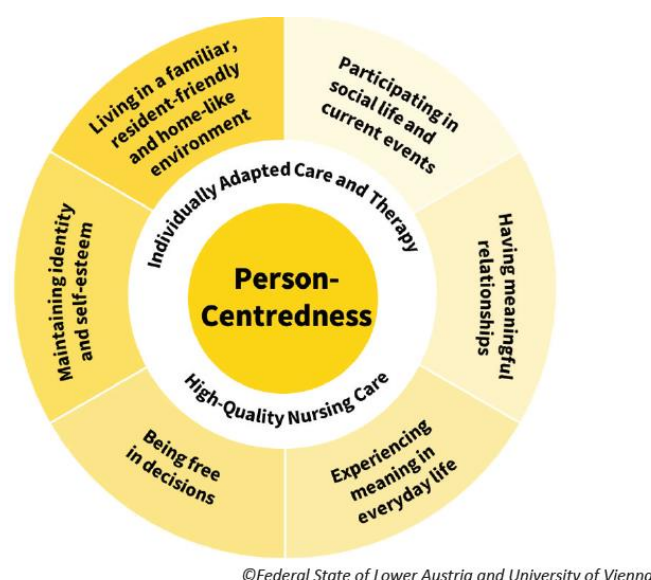 Living in a familiar,
resident-friendly
and home-like
environment
Participating in
social life and
current events
Having meaningful
relationships
Experiencing
meaning in
everyday life
Being free
in decisions
Maintaining identity
and self-esteem
Individually Adapted Care and Therapy
High-Quality Nursing Care
Person-
Centredness
©Federal State of Lower Austria and University of